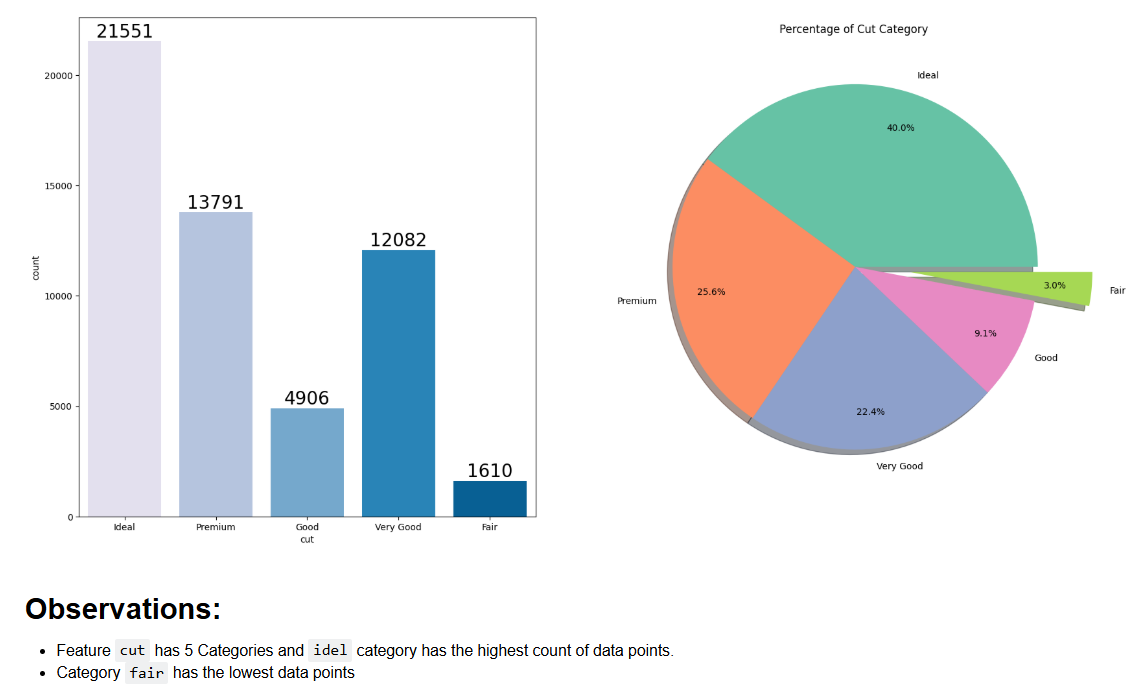 21551
20000
15000
13791
12082
count
10000
4906
5000
1610
0
Ideal
Premium
Good
Very Good
Fair
cut
Percentage of Cut Category
Ideal
40.0%
Premium
25.6%
3.0%
Fair
9.1%
Good
22.4%
Very Good
Observations:
• Feature cut has 5 Categories and idel category has the highest count of data points.
• Category fair has the lowest data points